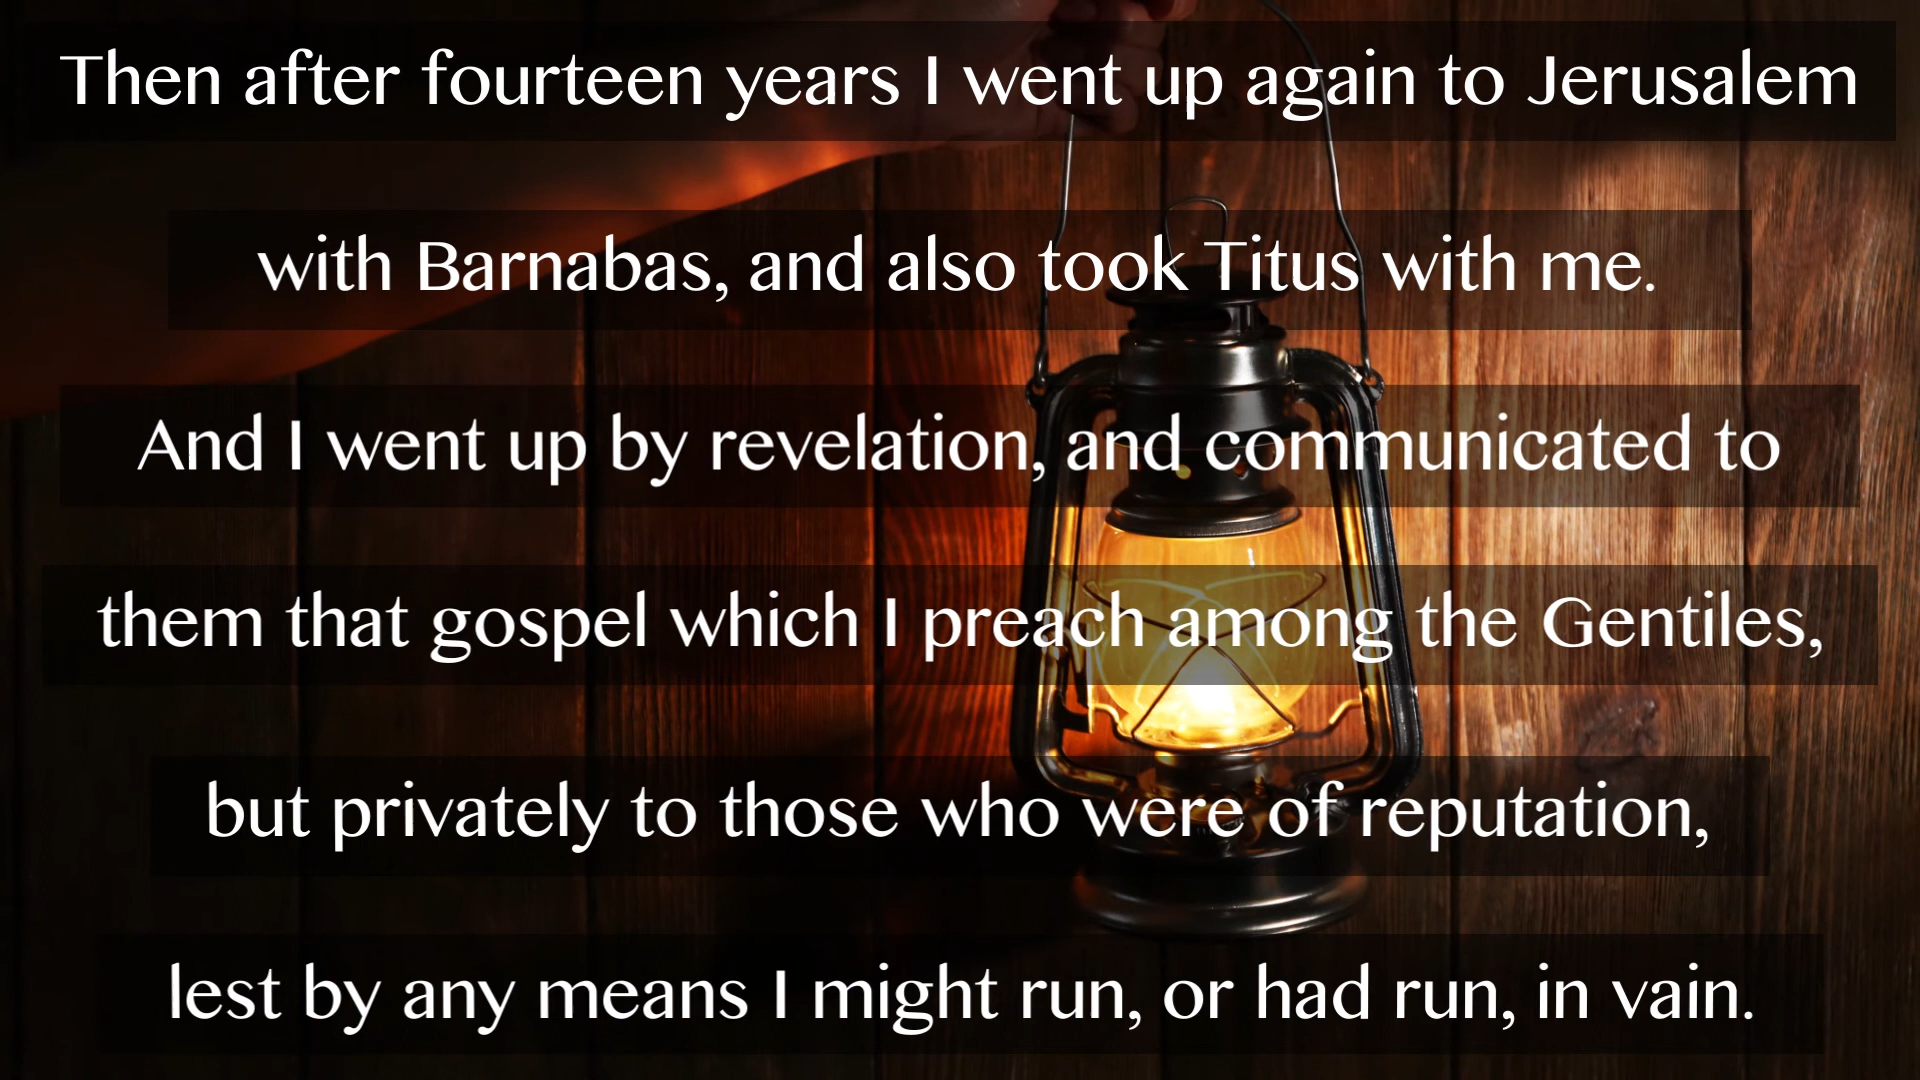 Then after fourteen years I went up again to Jerusalem
with Barnabas, and also took Titus with me.
And I went up by revelation, and communicated to
them that gospel which I preach among the Gentiles,
but privately to those who were of reputation,
lest by any means I might run, or had run, in vain.